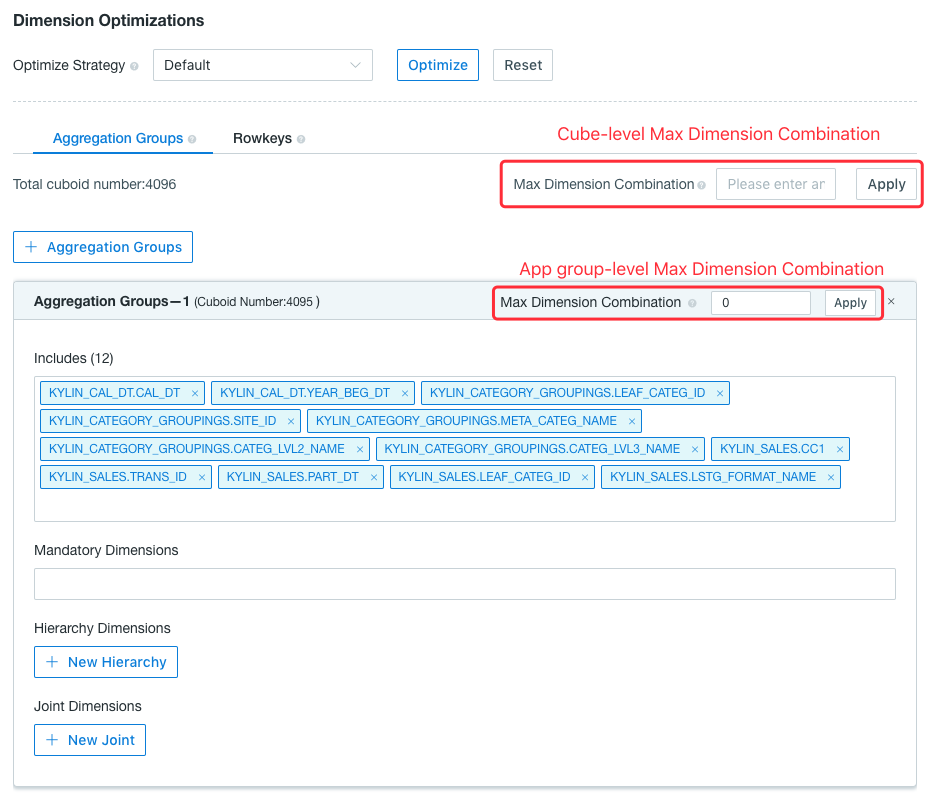 Dimension Optimizations
Optimize Strategy Default Optimize Reset
Cube-level Max Dimension Combination
Aggregation Groups Rowkeys
Total cuboid number:4096 Max Dimension Combination Please enter ar Apply
+ Aggregation Groups
App group-level Max Dimension Combination
Aggregation Groups—1 (Cuboid Number:4095 ) Max Dimension Combination 0 Apply ×
Includes (12)
KYLIN_CAL_DT.CAL_DT × KYLIN_CAL_DT.YEAR_BEG_DT × KYLIN_CATEGORY_GROUPINGS.LEAF_CATEG_ID ×
KYLIN_CATEGORY_GROUPINGS.SITE_ID × KYLIN_CATEGORY_GROUPINGS.META_CATEG_NAME ×
KYLIN_CATEGORY_GROUPINGS.CATEG_LVL2_NAME × KYLIN_CATEGORY_GROUPINGS.CATEG_LVL3_NAME × KYLIN_SALES.CC1 ×
KYLIN_SALES.TRANS_ID × KYLIN_SALES.PART_DT × KYLIN_SALES.LEAF_CATEG_ID × KYLIN_SALES.LSTG_FORMAT_NAME ×
Mandatory Dimensions
Hierarchy Dimensions
+ New Hierarchy
Joint Dimensions
+ New Joint